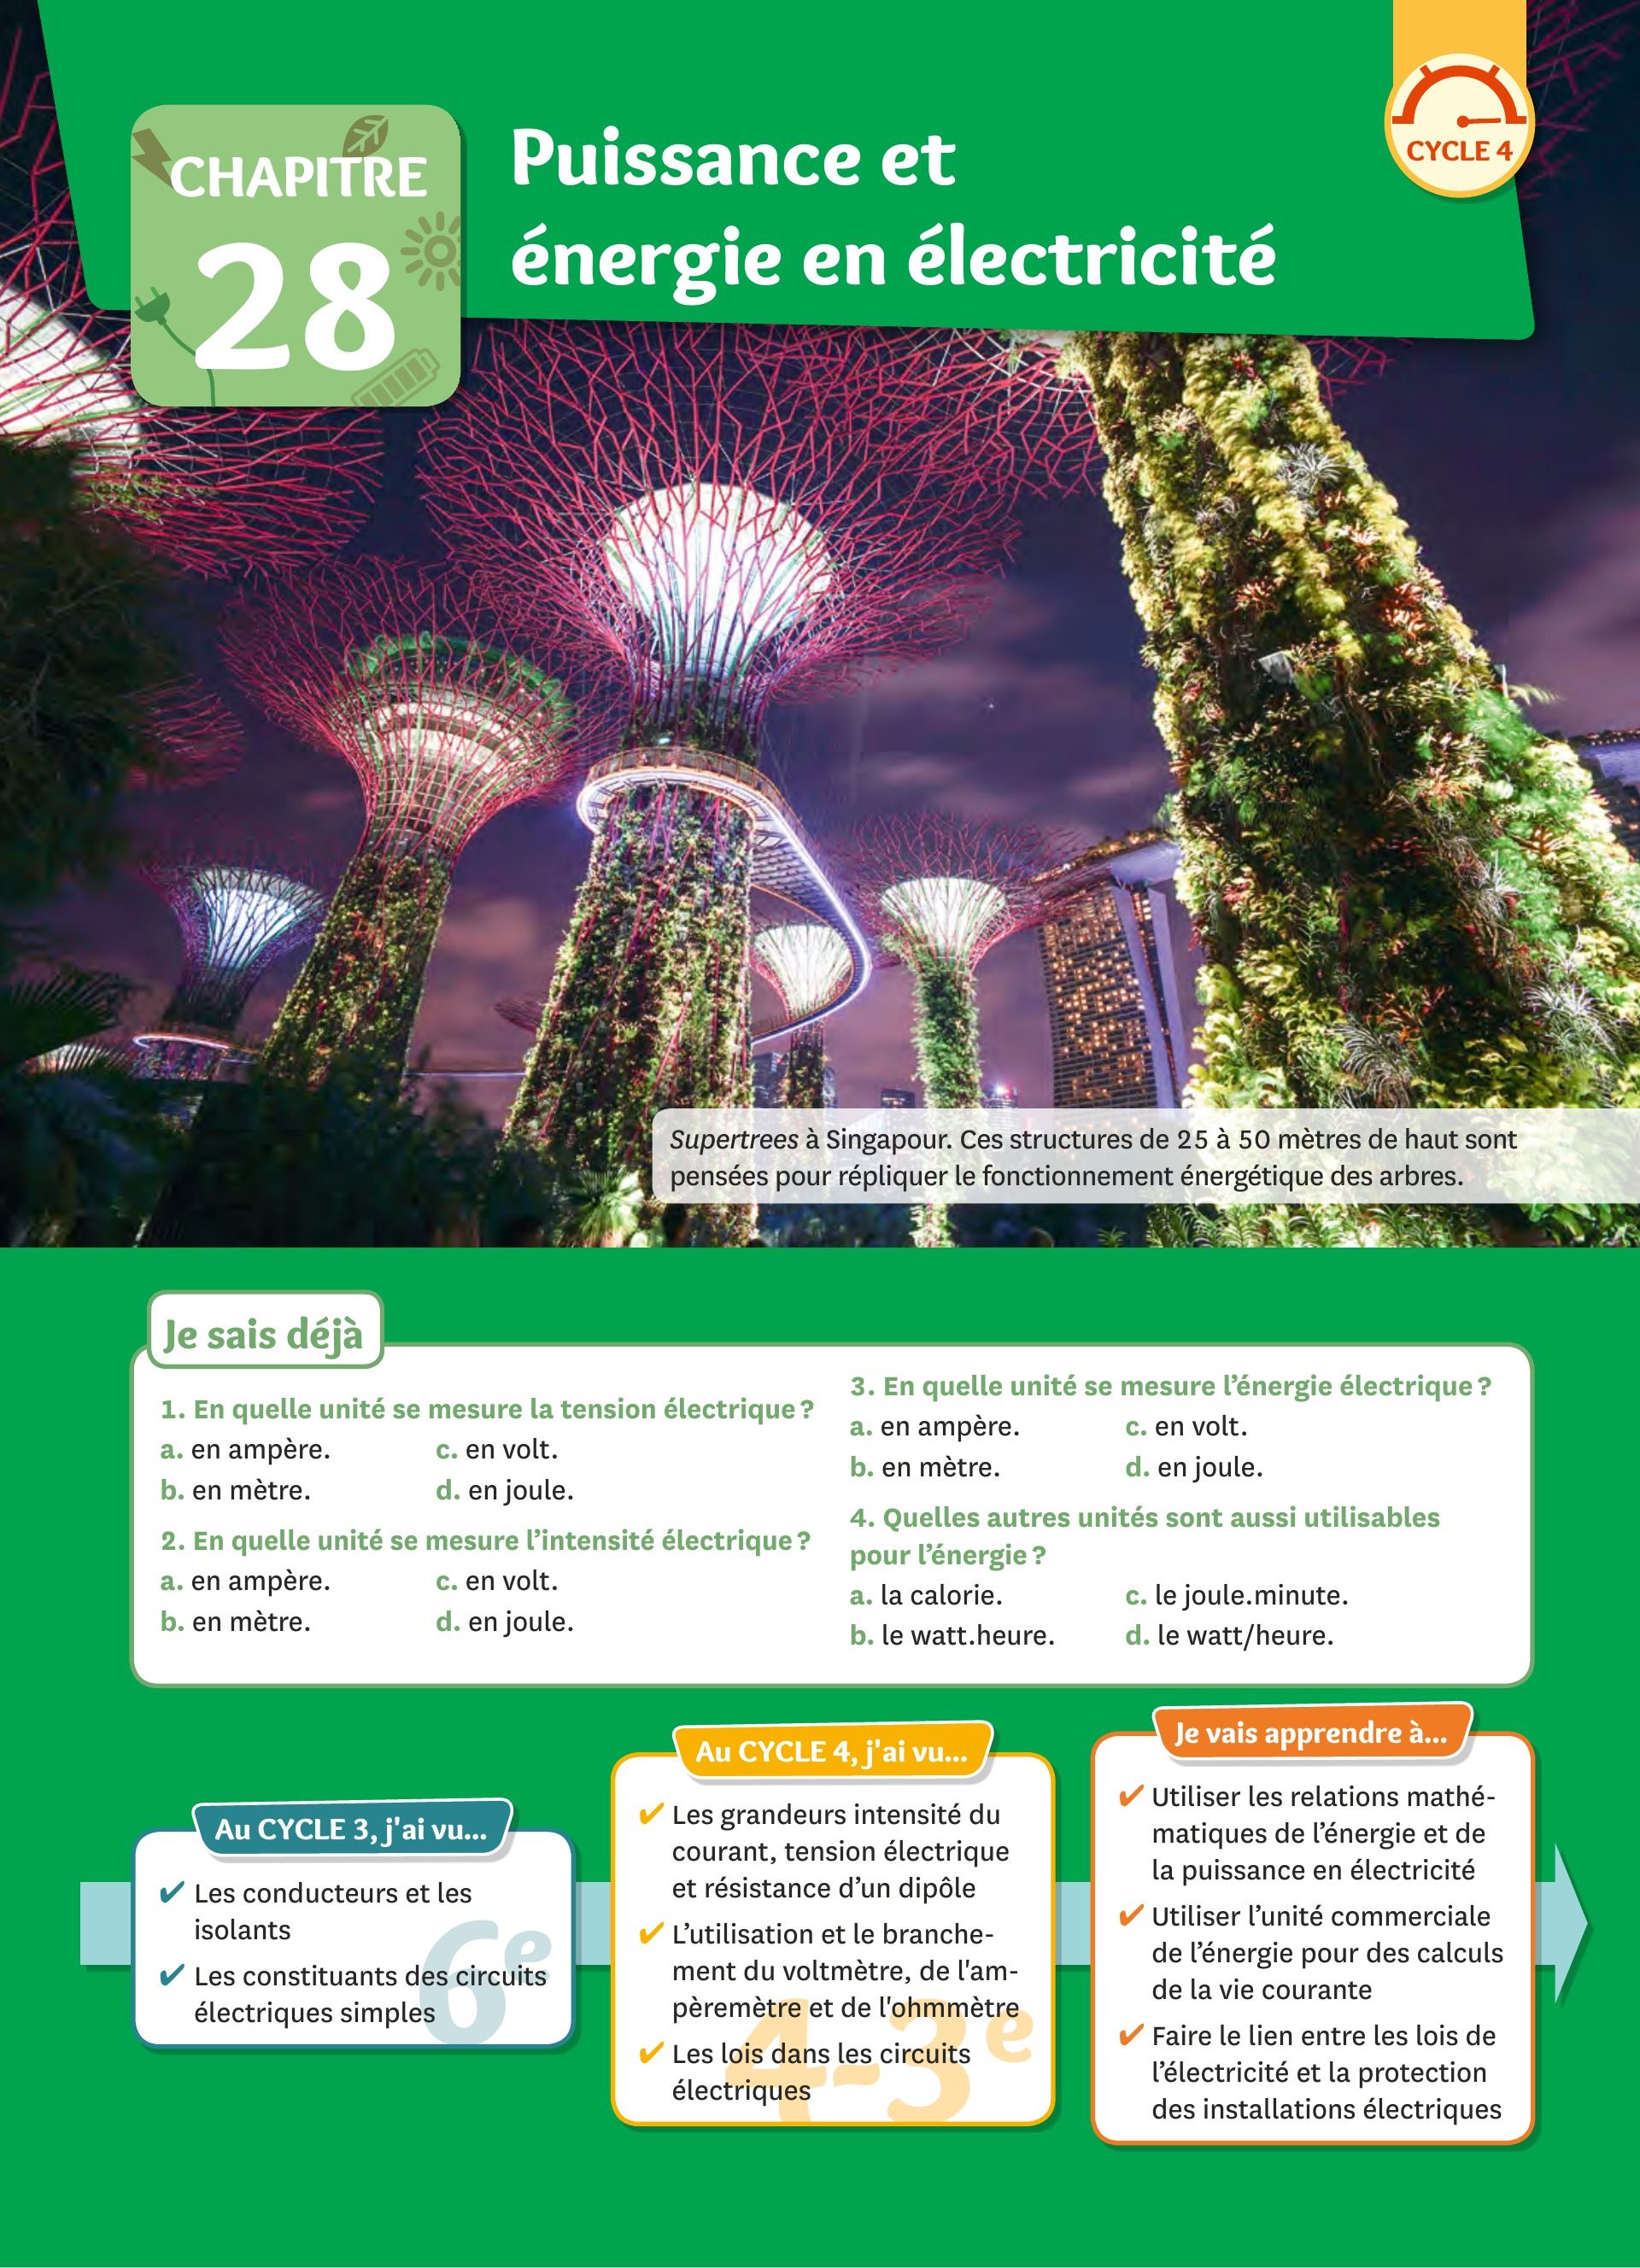 CHAPITRE
28
Puissance et
énergie en électricité
CYCLE 4
Supertrees à Singapour. Ces structures de 25 à 50 mètres de haut sont
pensées pour répliquer le fonctionnement énergétique des arbres.
Je sais déjà
1. En quelle unité se mesure la tension électrique ?
a. en ampère. c. en volt.
b. en mètre. d. en joule.
2. En quelle unité se mesure l’intensité électrique ?
a. en ampère. c. en volt.
b. en mètre. d. en joule.
3. En quelle unité se mesure l’énergie électrique ?
a. en ampère. c. en volt.
b. en mètre. d. en joule.
4. Quelles autres unités sont aussi utilisables
pour l’énergie ?
a. la calorie. c. le joule.minute.
b. le watt.heure. d. le watt/heure.
Au CYCLE 3, j'ai vu...
✔ Les conducteurs et les
isolants
✔ Les constituants des circuits
électriques simples
6e
Au CYCLE 4, j'ai vu...
✔ Les grandeurs intensité du
courant, tension électrique
et résistance d’un dipôle
✔ L’utilisation et le branche-
ment du voltmètre, de l'am-
pèremètre et de l'ohmmètre
✔ Les lois dans les circuits
électriques
4-3e
Je vais apprendre à...
✔ Utiliser les relations mathé-
matiques de l’énergie et de
la puissance en électricité
✔ Utiliser l’unité commerciale
de l’énergie pour des calculs
de la vie courante
✔ Faire le lien entre les lois de
l’électricité et la protection
des installations électriques